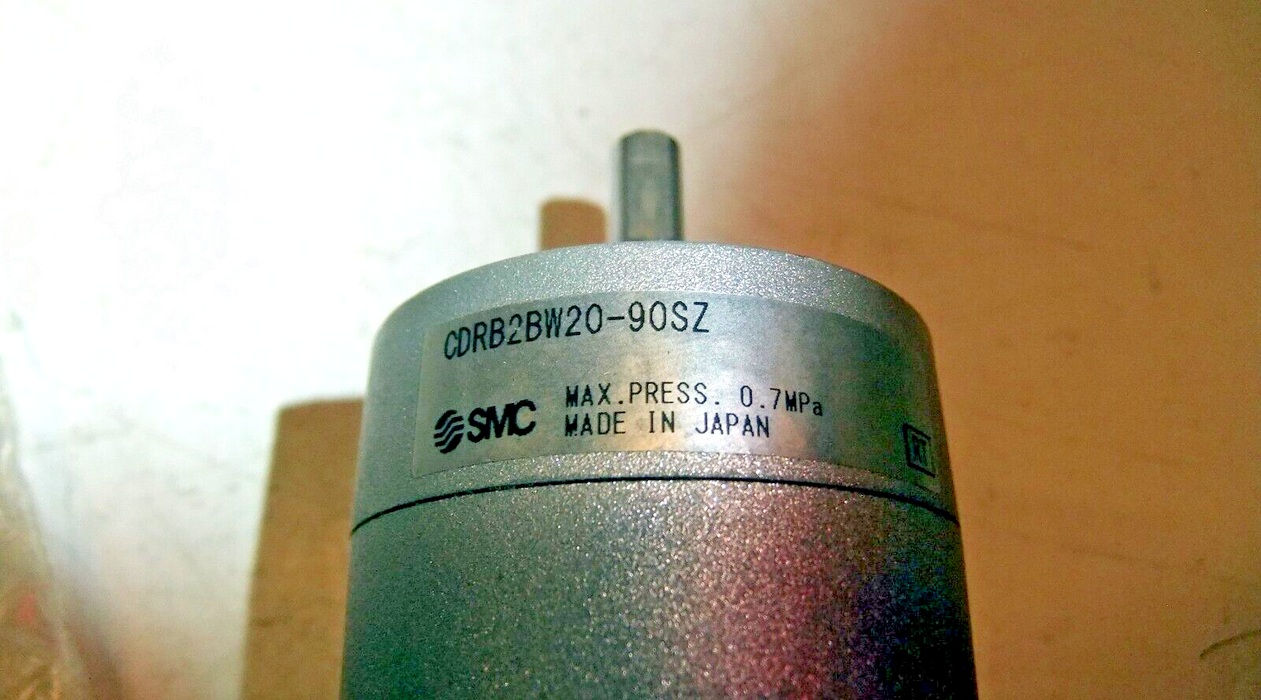 CDRB2BW20-90SZ
SMC
MAX.PRESS. 0.7MPa
MADE IN JAPAN